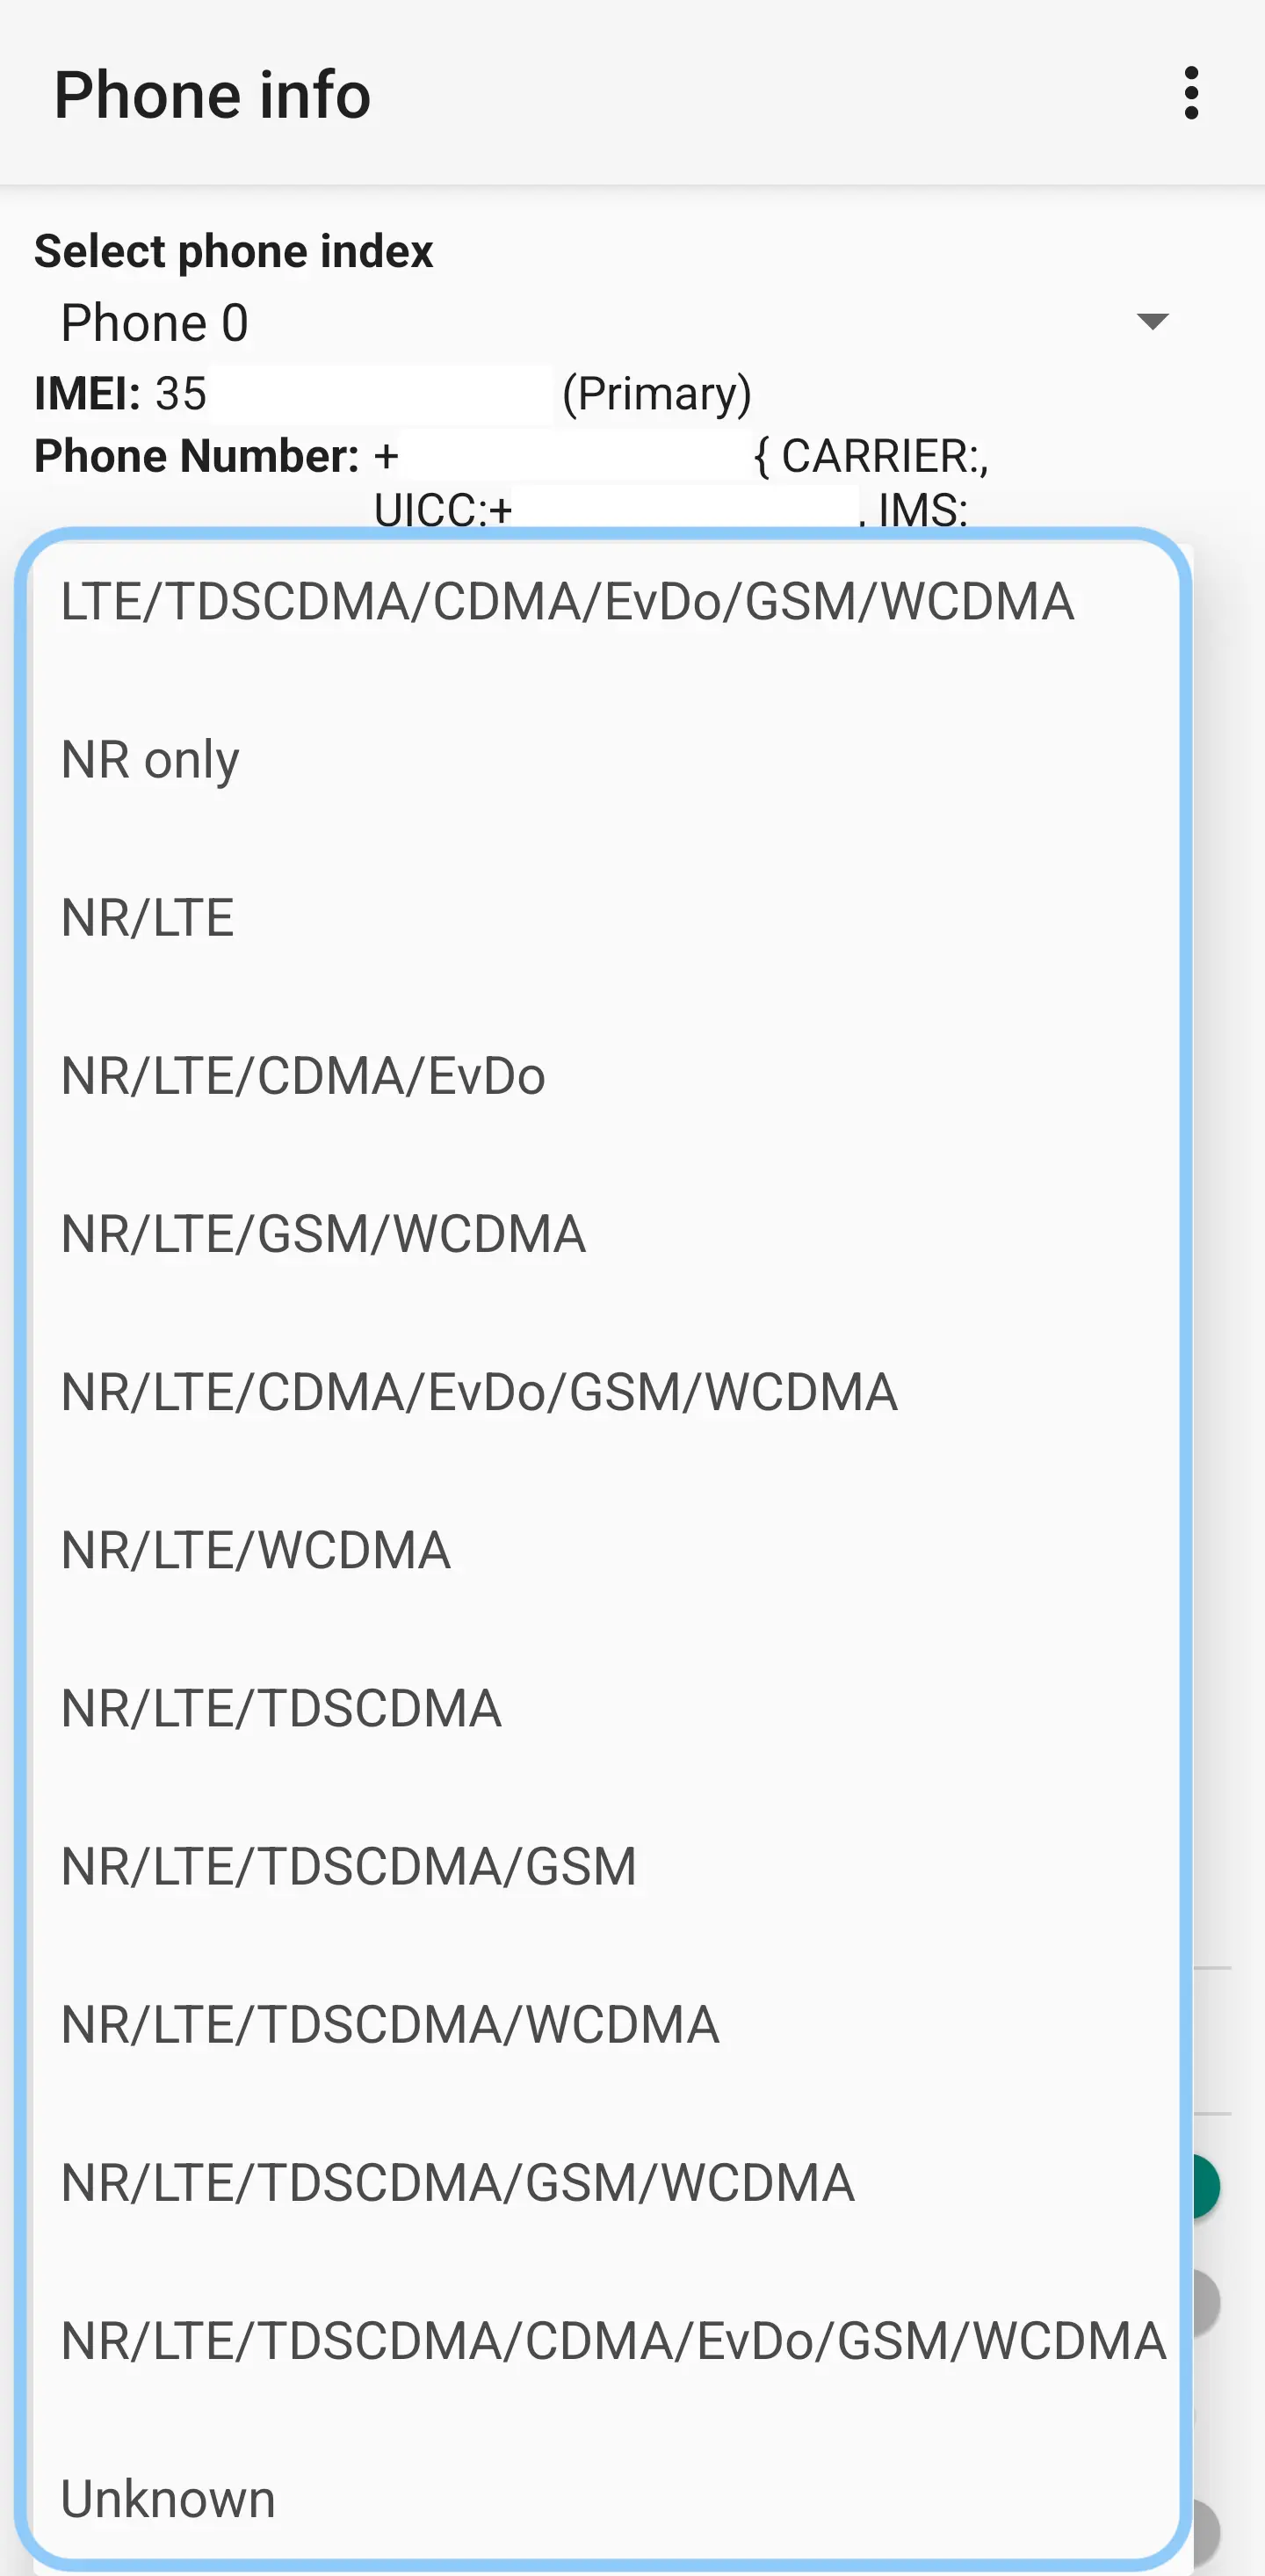 Phone info
Select phone index
Phone 0
IMEI: 35 (Primary)
Phone Number: + { CARRIER:,
UICC:+ , IMS:
LTE/TDSCDMA/CDMA/EvDo/GSM/WCDMA
NR only
NR/LTE
NR/LTE/CDMA/EvDo
NR/LTE/GSM/WCDMA
NR/LTE/CDMA/EvDo/GSM/WCDMA
NR/LTE/WCDMA
NR/LTE/TDSCDMA
NR/LTE/TDSCDMA/GSM
NR/LTE/TDSCDMA/WCDMA
NR/LTE/TDSCDMA/GSM/WCDMA
NR/LTE/TDSCDMA/CDMA/EvDo/GSM/WCDMA
Unknown